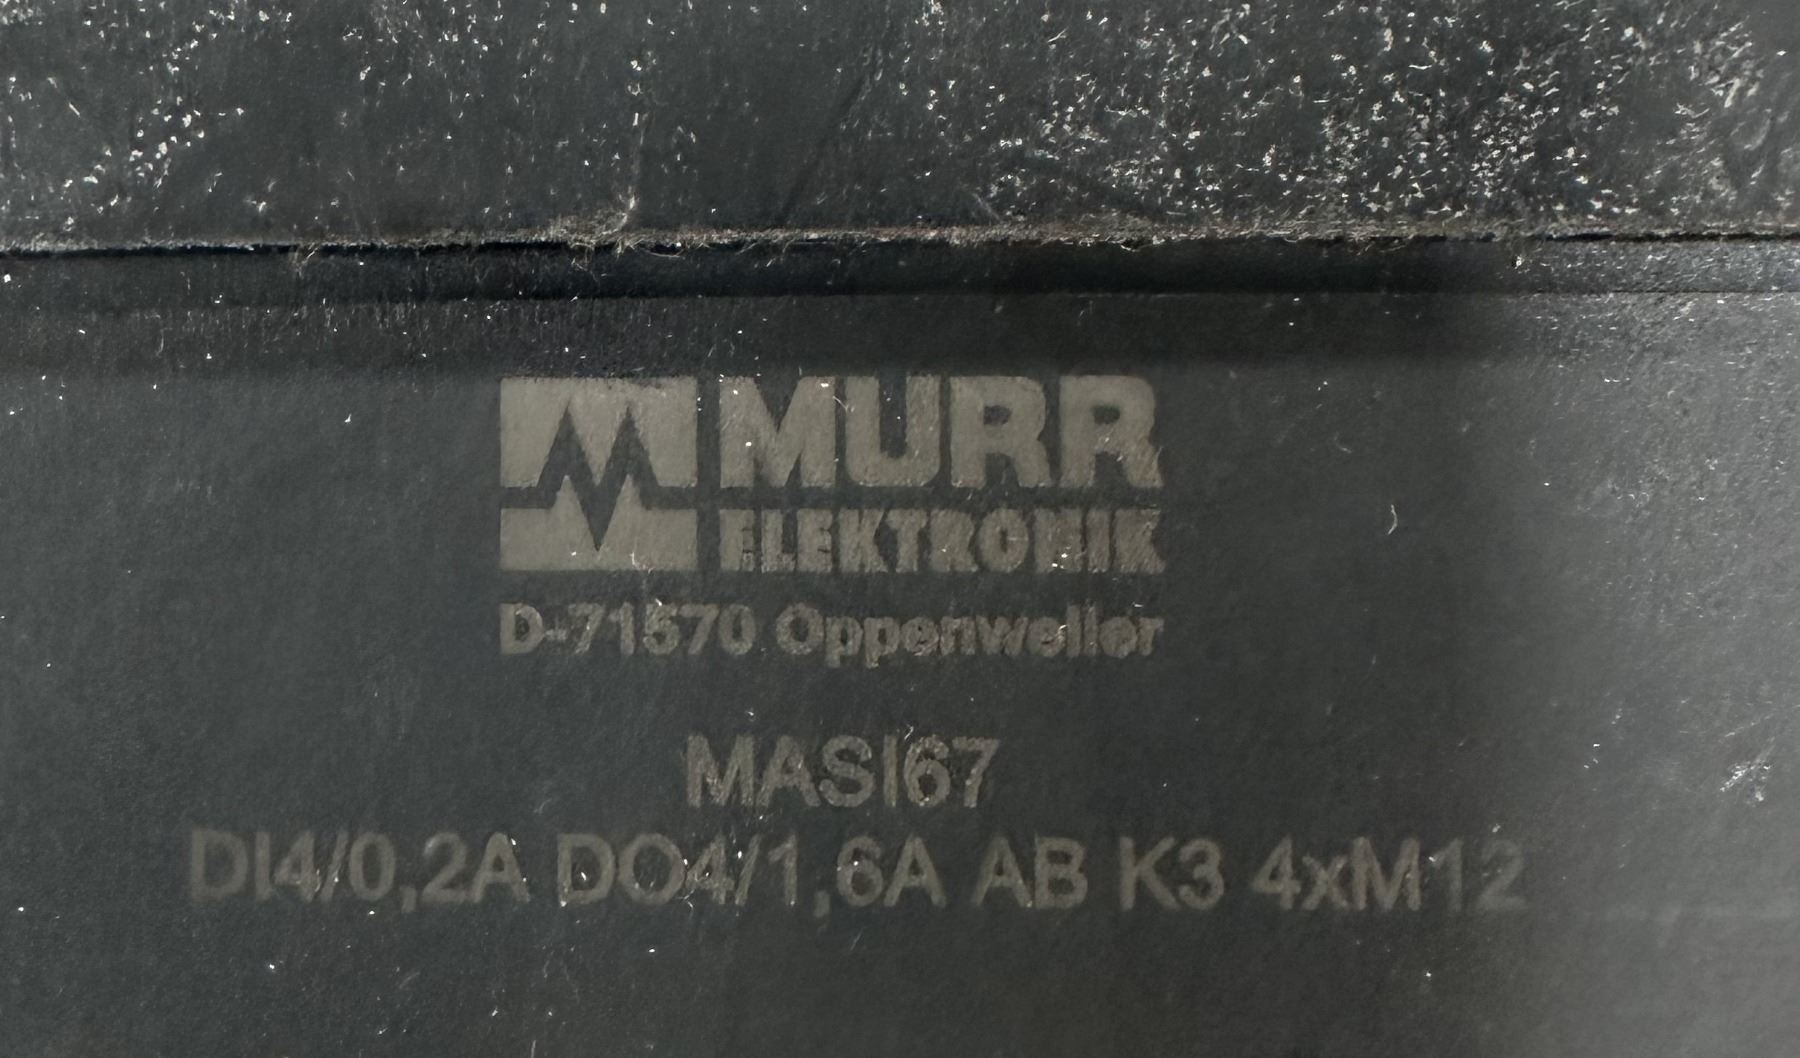 MURR
ELEKTRONIK
D-71570 Oppenweiler
MASI67
DI4/0,2A DO4/1,6A AB K3 4xM12